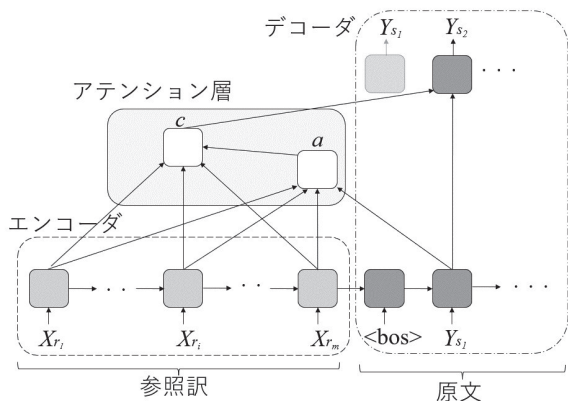 デコーダ Y_{s_1} Y_{s_2}
. . .
アテンション層
c
a
エンコーダ
. . . . . . .
X_{r_1} X_{r_i} X_{r_m} <bos> Y_{s_1}
参照訳 原文